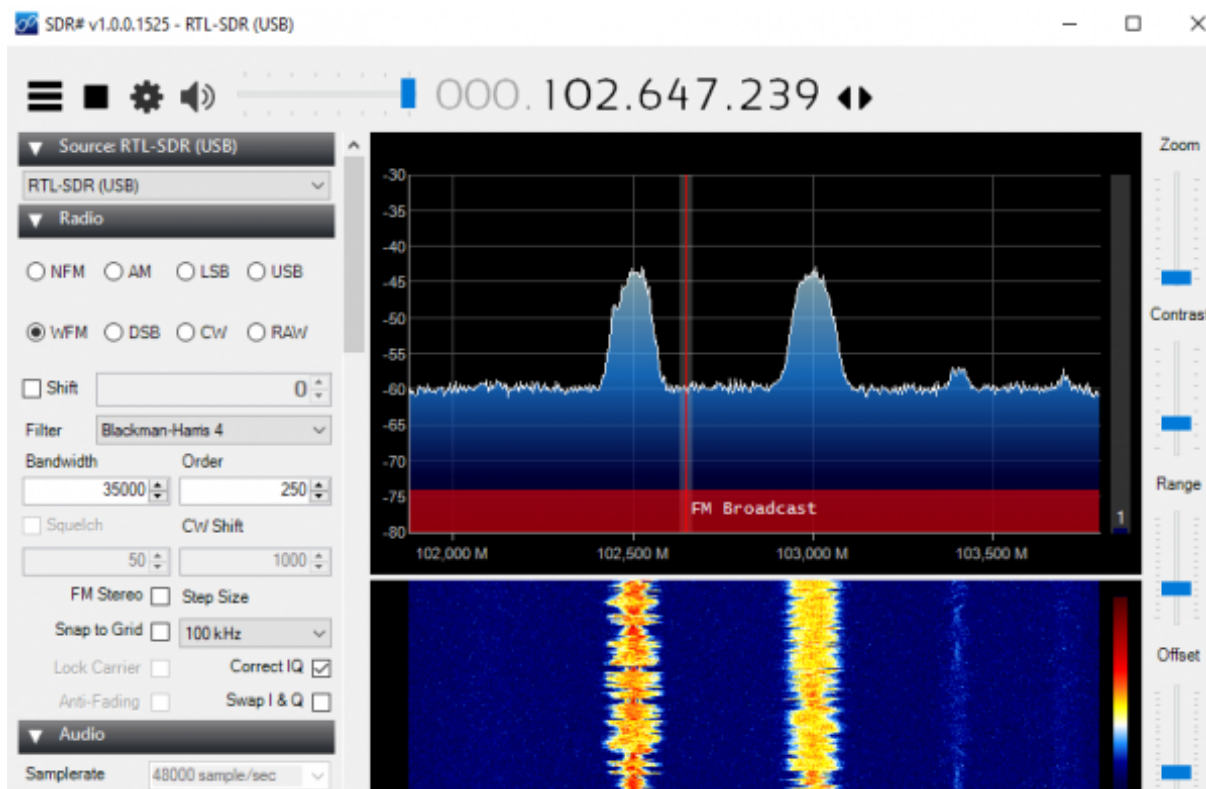 SDR# v1.0.0.1525 - RTL-SDR (USB)
000.102.647.239
Source: RTL-SDR (USB)
RTL-SDR (USB)
Radio
NFM AM LSB USB
WFM DSB CW RAW
Shift 0
Filter Blackman-Harris 4
Bandwidth Order
35000 250
Squelch CW Shift
50 1000
FM Stereo Step Size
Snap to Grid 100 kHz
Lock Carrier Correct IQ
Anti-Fading Swap I & Q
Audio
Samplerate 48000 sample/sec
-30
-35
-40
-45
-50
-55
-60
-65
-70
-75
-80
FM Broadcast
1
102,000 M 102,500 M 103,000 M 103,500 M
Zoom
Contrast
Range
Offset